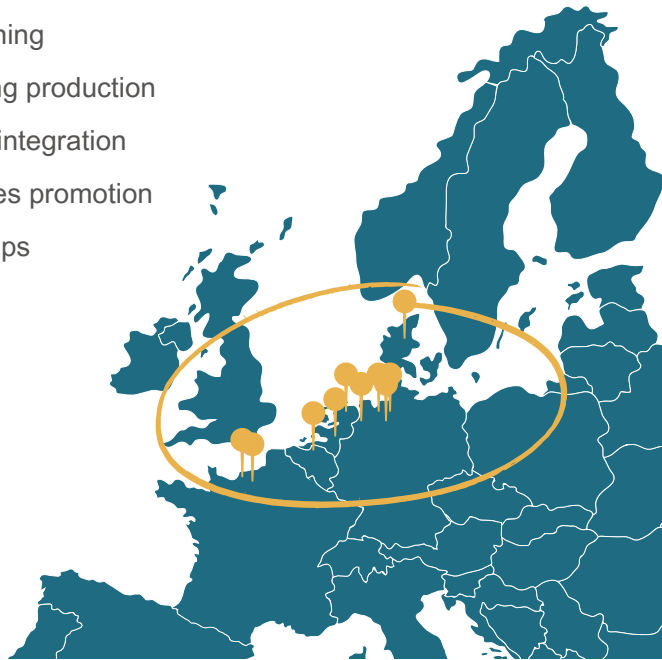 ning
ng production
integration
es promotion
ps